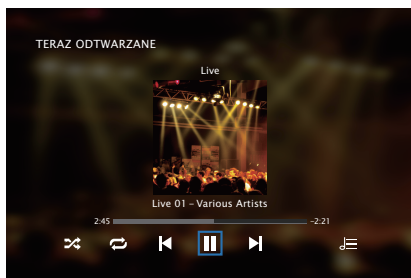 TERAZ ODTWARZANE
Live
Live 01 – Various Artists
2:45
–2:21